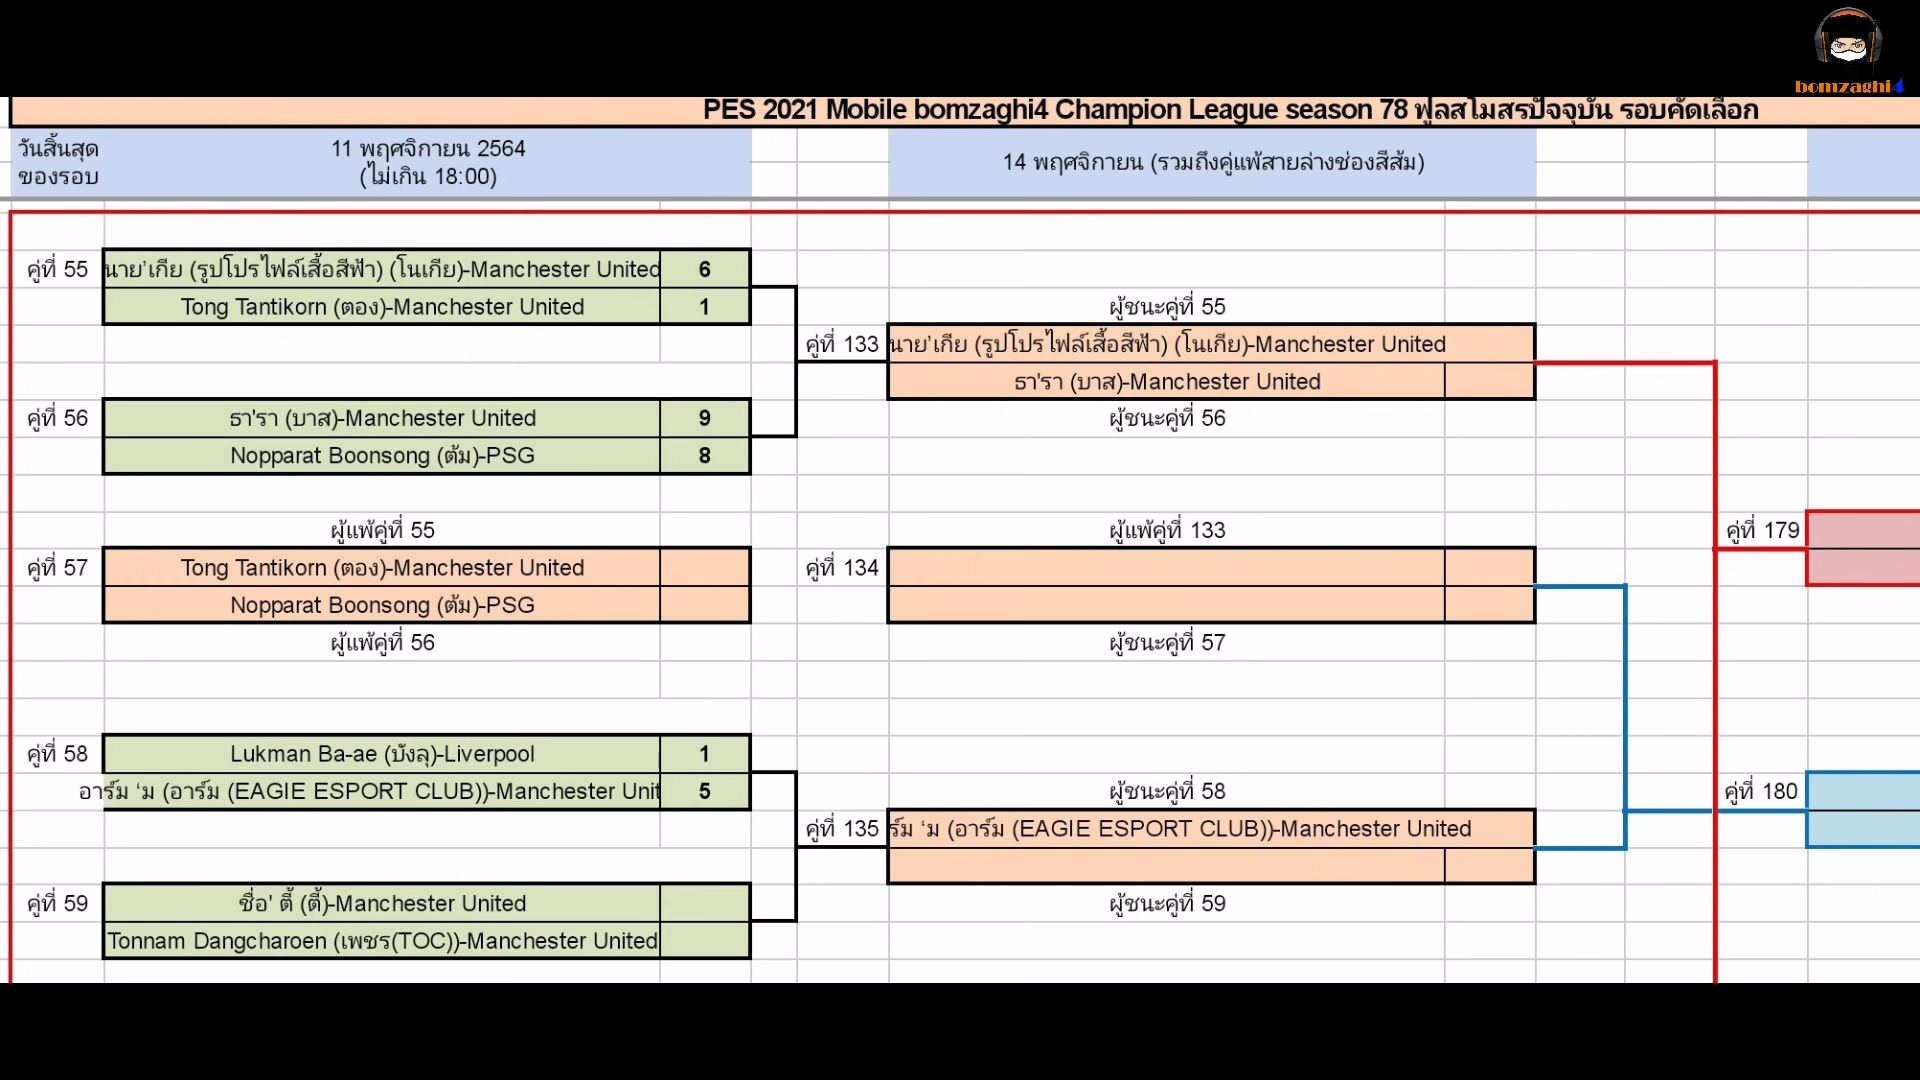 bomzaghi4
PES 2021 Mobile bomzaghi4 Champion League season 78 ฟูลสโมสรปัจจุบัน รอบคัดเลือก
วันสิ้นสุด
ของรอบ
11 พฤศจิกายน 2564
(ไม่เกิน 18:00)
14 พฤศจิกายน (รวมถึงคู่แพ้สายล่างช่องสีส้ม)
คู่ที่ 55
นาย’เกีย (รูปโปรไฟล์เสื้อสีฟ้า) (โนเกีย)-Manchester United
6
Tong Tantikorn (ตอง)-Manchester United
1
ผู้ชนะคู่ที่ 55
คู่ที่ 133
นาย’เกีย (รูปโปรไฟล์เสื้อสีฟ้า) (โนเกีย)-Manchester United
ธา'รา (บาส)-Manchester United
ผู้ชนะคู่ที่ 56
คู่ที่ 56
ธา'รา (บาส)-Manchester United
9
Nopparat Boonsong (ต้ม)-PSG
8
ผู้แพ้คู่ที่ 55
คู่ที่ 57
Tong Tantikorn (ตอง)-Manchester United
Nopparat Boonsong (ต้ม)-PSG
ผู้แพ้คู่ที่ 56
ผู้แพ้คู่ที่ 133
คู่ที่ 134
ผู้ชนะคู่ที่ 57
คู่ที่ 179
คู่ที่ 58
Lukman Ba-ae (บังลุ)-Liverpool
1
อาร์ม ‘ม (อาร์ม (EAGIE ESPORT CLUB))-Manchester Unit
5
ผู้ชนะคู่ที่ 58
คู่ที่ 135
ร์ม ‘ม (อาร์ม (EAGIE ESPORT CLUB))-Manchester United
ผู้ชนะคู่ที่ 59
คู่ที่ 180
คู่ที่ 59
ชื่อ' ตี้ (ตี้)-Manchester United
Tonnam Dangcharoen (เพชร(TOC))-Manchester United